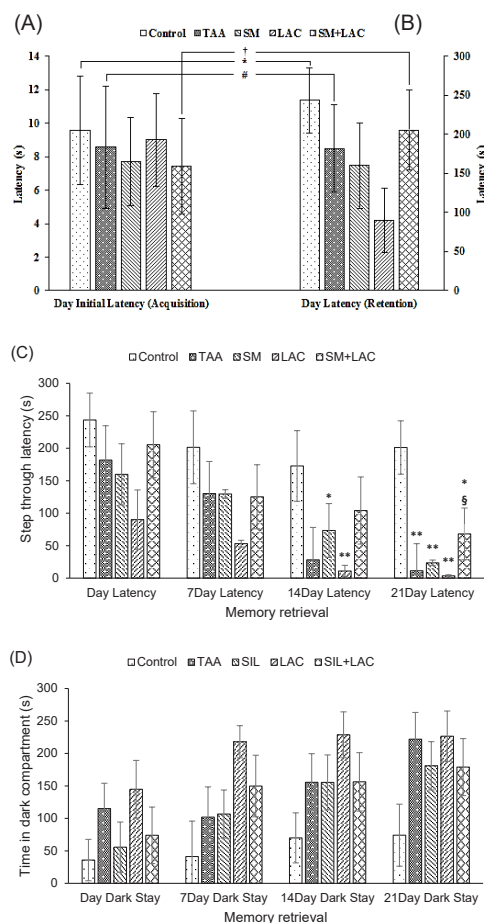 (A)
(B)
Control TAA SM LAC SM+LAC
14
12
10
8
6
4
2
0
Latency (s)
†
*
#
300
250
200
150
100
50
0
Latency (s)
Day Initial Latency (Acquisition) Day Latency (Retention)
(C)
Control TAA SM LAC SM+LAC
300
250
200
150
100
50
0
Step through latency (s)
*
**
**
**
**
*
§
Day Latency 7Day Latency 14Day Latency 21Day Latency
Memory retrieval
(D)
Control TAA SIL LAC SIL+LAC
300
250
200
150
100
50
0
Time in dark compartment (s)
Day Dark Stay 7Day Dark Stay 14Day Dark Stay 21Day Dark Stay
Memory retrieval